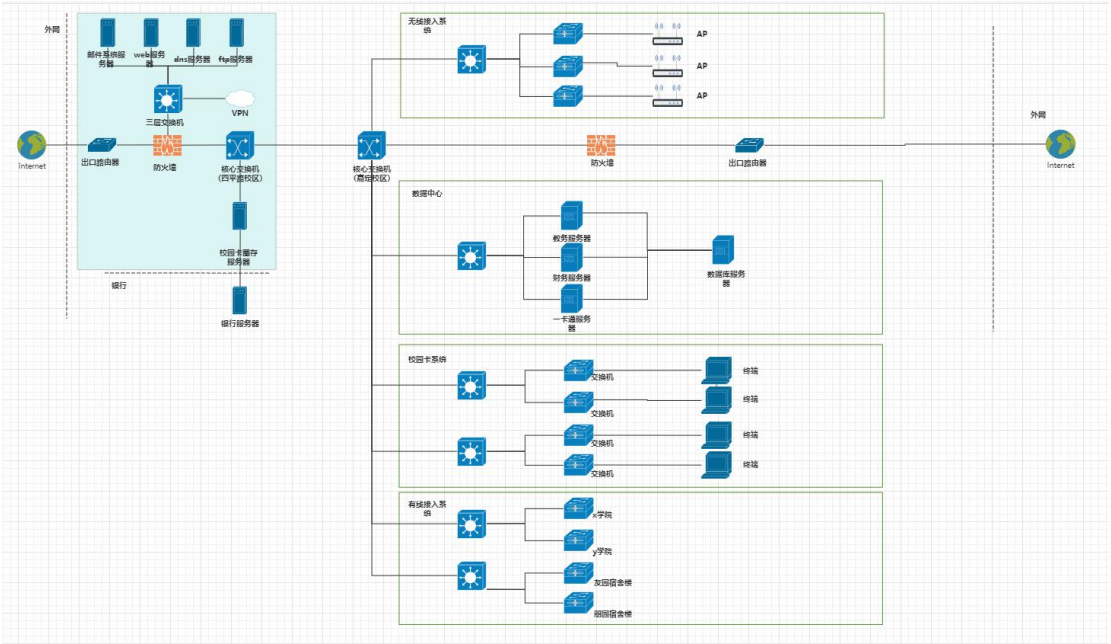 外网
邮件系统服
务器
web服务
器
dns服务器
ftp服务器
VPN
三层交换机
Internet
出口路由器
防火墙
核心交换机
(四平路校区)
校园卡圈存
服务器
银行
银行服务器
核心交换机
(嘉定校区)
无线接入系
统
AP
AP
AP
防火墙
出口路由器
外网
Internet
数据中心
教务服务器
财务服务器
一卡通服务
器
数据库服务
器
校园卡系统
交换机
终端
交换机
终端
交换机
终端
交换机
终端
有线接入系
统
x学院
y学院
友园宿舍楼
朋园宿舍楼